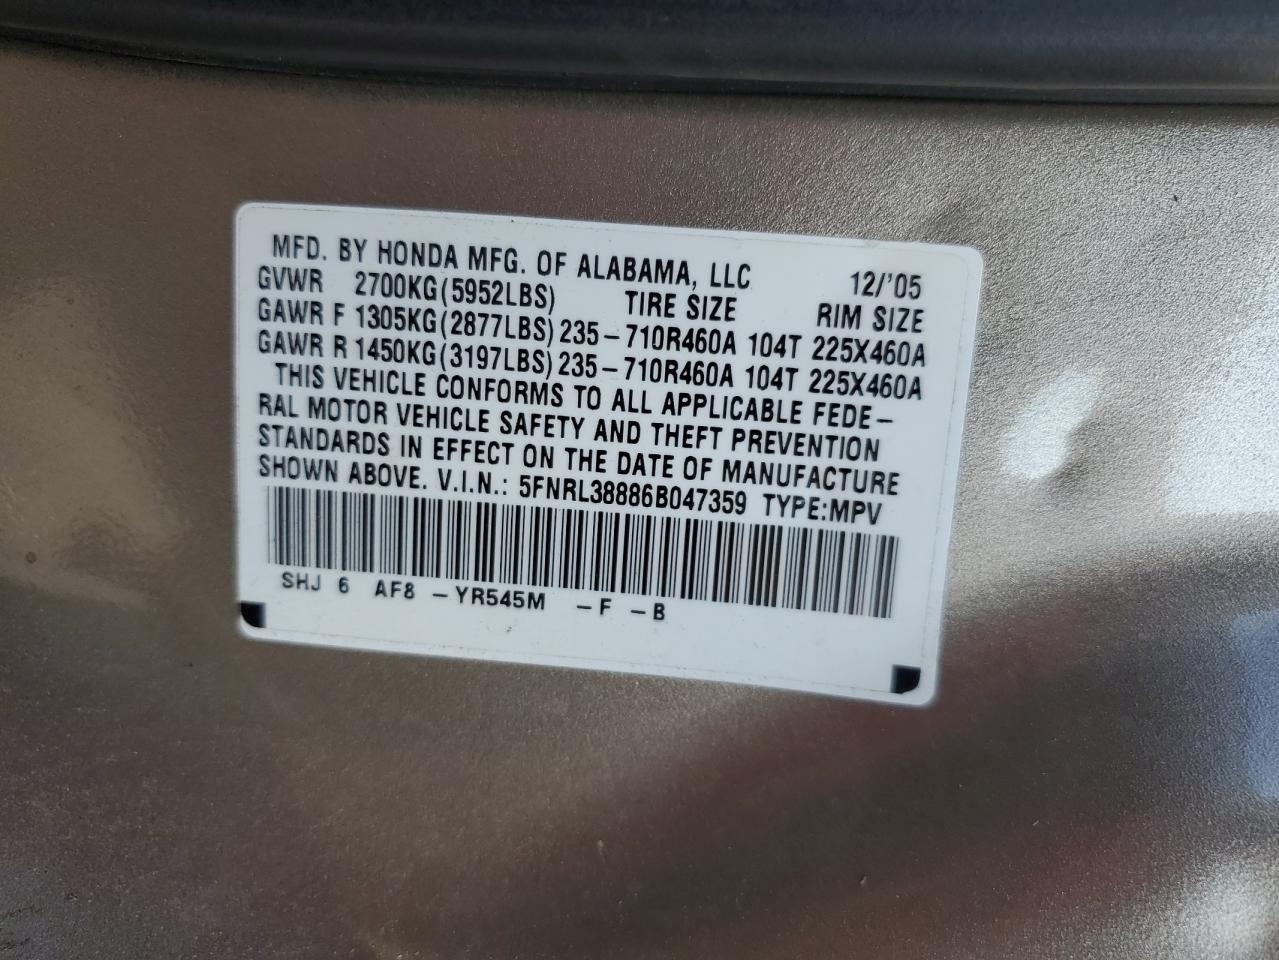 MFD. BY HONDA MFG. OF ALABAMA, LLC 12/'05
GVWR 2700KG(5952LBS) TIRE SIZE RIM SIZE
GAWR F 1305KG(2877LBS) 235-710R460A 104T 225X460A
GAWR R 1450KG(3197LBS) 235-710R460A 104T 225X460A
THIS VEHICLE CONFORMS TO ALL APPLICABLE FEDE-
RAL MOTOR VEHICLE SAFETY AND THEFT PREVENTION
STANDARDS IN EFFECT ON THE DATE OF MANUFACTURE
SHOWN ABOVE. V.I.N.: 5FNRL38886B047359 TYPE:MPV
SHJ 6 AF8 -YR545M -F -B